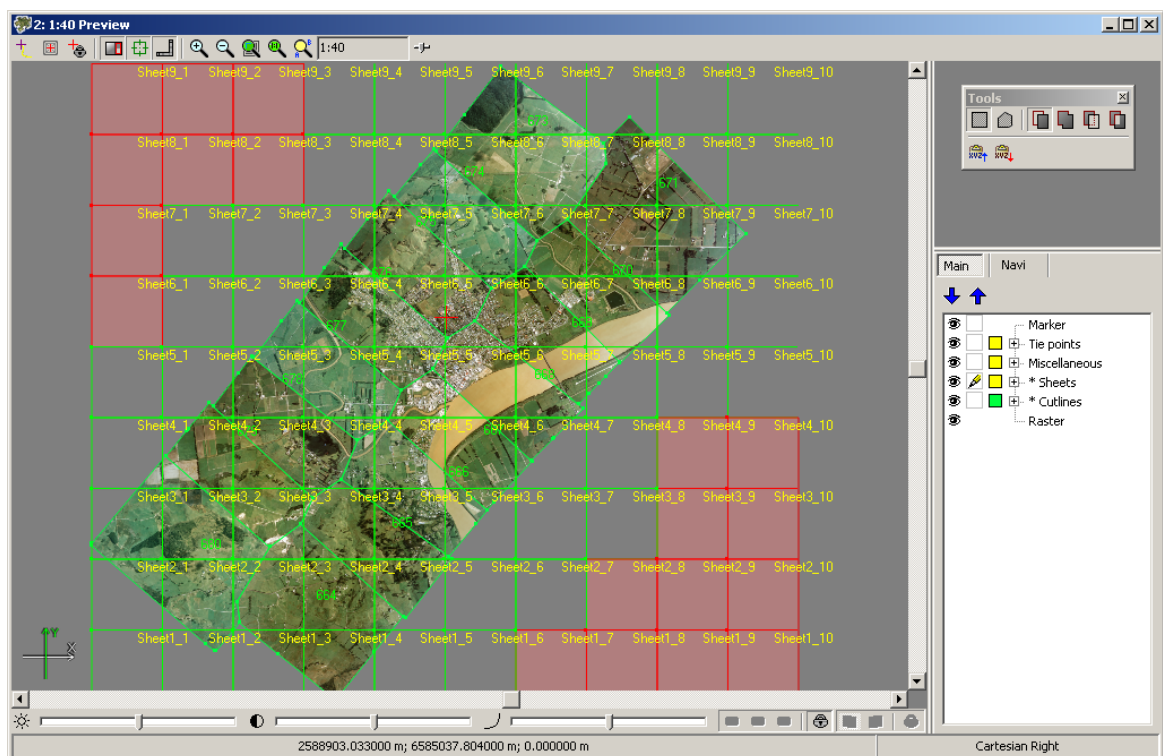 2: 1:40 Preview
1:40
Sheet9_1 Sheet9_2 Sheet9_3 Sheet9_4 Sheet9_5 Sheet9_6 Sheet9_7 Sheet9_8 Sheet9_9 Sheet9_10
Tools
XYZ XYZ
Sheet8_1 Sheet8_2 Sheet8_3 Sheet8_4 Sheet8_5 Sheet8_6 Sheet8_7 Sheet8_8 Sheet8_9 Sheet8_10
674 671
Sheet7_1 Sheet7_2 Sheet7_3 Sheet7_4 Sheet7_5 Sheet7_6 Sheet7_7 Sheet7_8 Sheet7_9 Sheet7_10
670
Main Navi
Sheet6_1 Sheet6_2 Sheet6_3 Sheet6_4 Sheet6_5 Sheet6_6 Sheet6_7 Sheet6_8 Sheet6_9 Sheet6_10
677
Marker
Tie points
Miscellaneous
* Sheets
* Cutlines
Raster
Sheet5_1 Sheet5_2 Sheet5_3 Sheet5_4 Sheet5_5 Sheet5_6 Sheet5_7 Sheet5_8 Sheet5_9 Sheet5_10
Sheet4_1 Sheet4_2 Sheet4_3 Sheet4_4 Sheet4_5 Sheet4_6 Sheet4_7 Sheet4_8 Sheet4_9 Sheet4_10
666
Sheet3_1 Sheet3_2 Sheet3_3 Sheet3_4 Sheet3_5 Sheet3_6 Sheet3_7 Sheet3_8 Sheet3_9 Sheet3_10
665
Sheet2_1 Sheet2_2 Sheet2_3 Sheet2_4 Sheet2_5 Sheet2_6 Sheet2_7 Sheet2_8 Sheet2_9 Sheet2_10
664
Sheet1_1 Sheet1_2 Sheet1_3 Sheet1_4 Sheet1_5 Sheet1_6 Sheet1_7 Sheet1_8 Sheet1_9 Sheet1_10
Y
X
2588903.033000 m; 6585037.804000 m; 0.000000 m
Cartesian Right